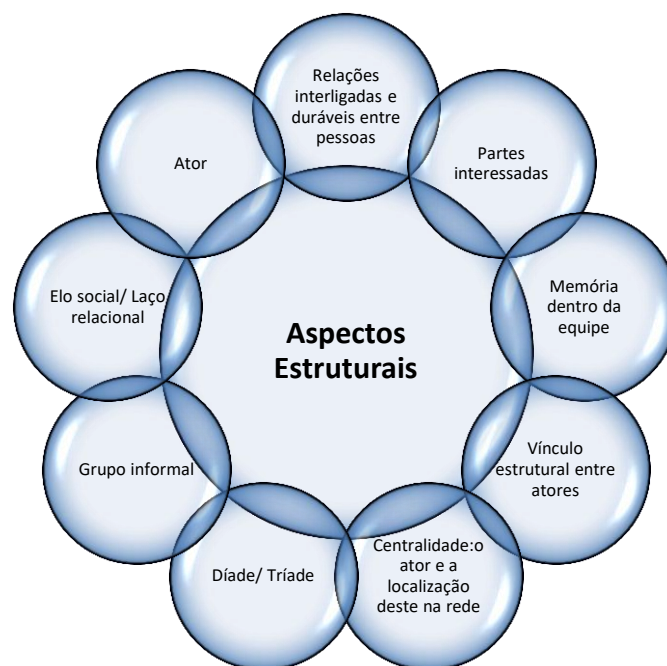 Relações
interligadas e
duráveis entre
pessoas
Partes
interessadas
Memória
dentro da
equipe
Vínculo
estrutural entre
atores
Centralidade:o
ator e a
localização
deste na rede
Díade/ Tríade
Grupo informal
Elo social/ Laço
relacional
Ator
Aspectos
Estruturais